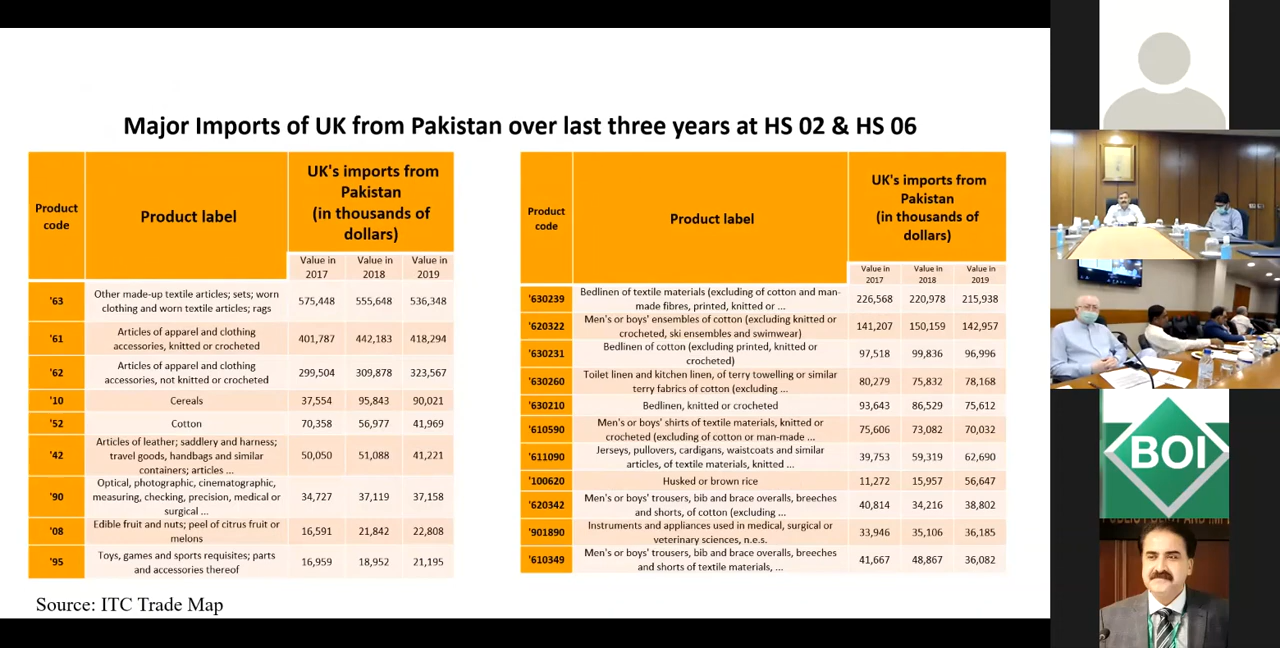 Major Imports of UK from Pakistan over last three years at HS 02 & HS 06
Product
code
Product label
UK's imports from
Pakistan
(in thousands of
dollars)
Value in
2017
Value in
2018
Value in
2019
'63
Other made-up textile articles; sets; worn
clothing and worn textile articles; rags
575,448
555,648
536,348
'61
Articles of apparel and clothing
accessories, knitted or crocheted
401,787
442,183
418,294
'62
Articles of apparel and clothing
accessories, not knitted or crocheted
299,504
309,878
323,567
'10
Cereals
37,554
95,843
90,021
'52
Cotton
70,358
56,977
41,969
'42
Articles of leather; saddlery and harness;
travel goods, handbags and similar
containers; articles ...
50,050
51,088
41,221
'90
Optical, photographic, cinematographic,
measuring, checking, precision, medical or
surgical ...
34,727
37,119
37,158
'08
Edible fruit and nuts; peel of citrus fruit or
melons
16,591
21,842
22,808
'95
Toys, games and sports requisites; parts
and accessories thereof
16,959
18,952
21,195
Product
code
Product label
UK's imports from
Pakistan
(in thousands of
dollars)
Value in
2017
Value in
2018
Value in
2019
'630239
Bedlinen of textile materials (excluding of cotton and man-
made fibres, printed, knitted or ...
226,568
220,978
215,938
'620322
Men's or boys' ensembles of cotton (excluding knitted or
crocheted, ski ensembles and swimwear)
141,207
150,159
142,957
'630231
Bedlinen of cotton (excluding printed, knitted or
crocheted)
97,518
99,836
96,996
'630260
Toilet linen and kitchen linen, of terry towelling or similar
terry fabrics of cotton (excluding ...
80,279
75,832
78,168
'630210
Bedlinen, knitted or crocheted
93,643
86,529
75,612
'610590
Men's or boys' shirts of textile materials, knitted or
crocheted (excluding of cotton or man-made ...
75,606
73,082
70,032
'611090
Jerseys, pullovers, cardigans, waistcoats and similar
articles, of textile materials, knitted ...
39,753
59,319
62,690
'100620
Husked or brown rice
11,272
15,957
56,647
'620342
Men's or boys' trousers, bib and brace overalls, breeches
and shorts, of cotton (excluding ...
40,814
34,216
38,802
'901890
Instruments and appliances used in medical, surgical or
veterinary sciences, n.e.s.
33,946
35,106
36,185
'610349
Men's or boys' trousers, bib and brace overalls, breeches
and shorts of textile materials, ...
41,667
48,867
36,082
Source: ITC Trade Map
BOI